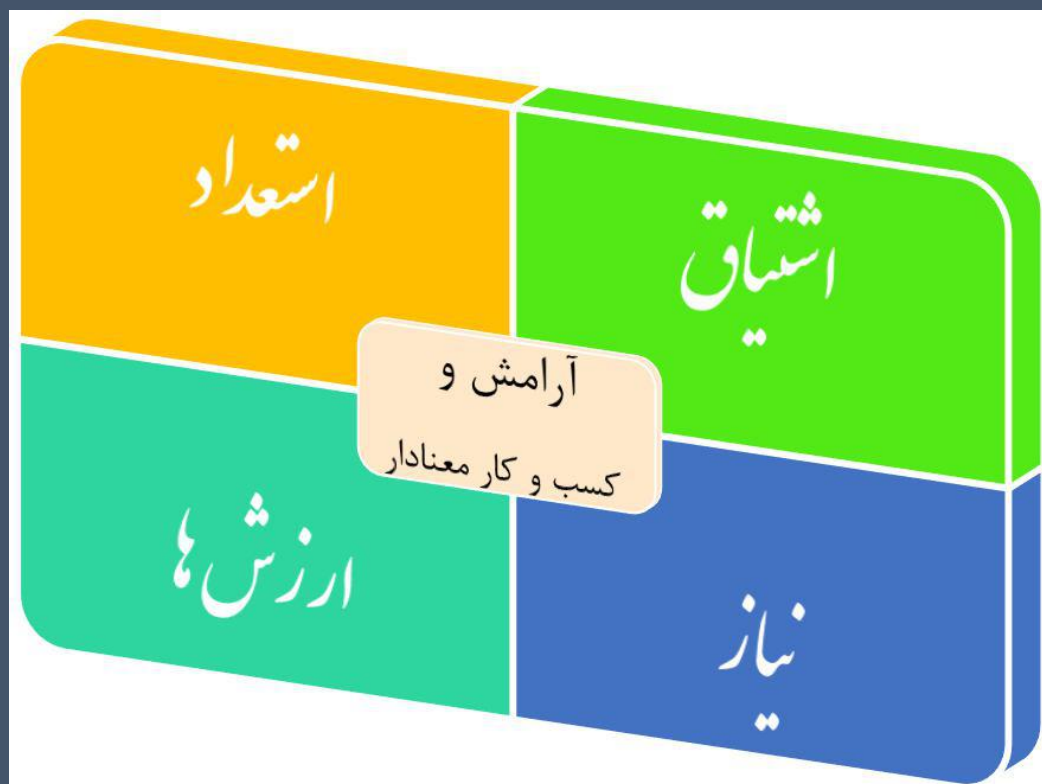 اشتیاق
استعداد
آرامش و
کسب و کار معنادار
نیاز
ارزش ها